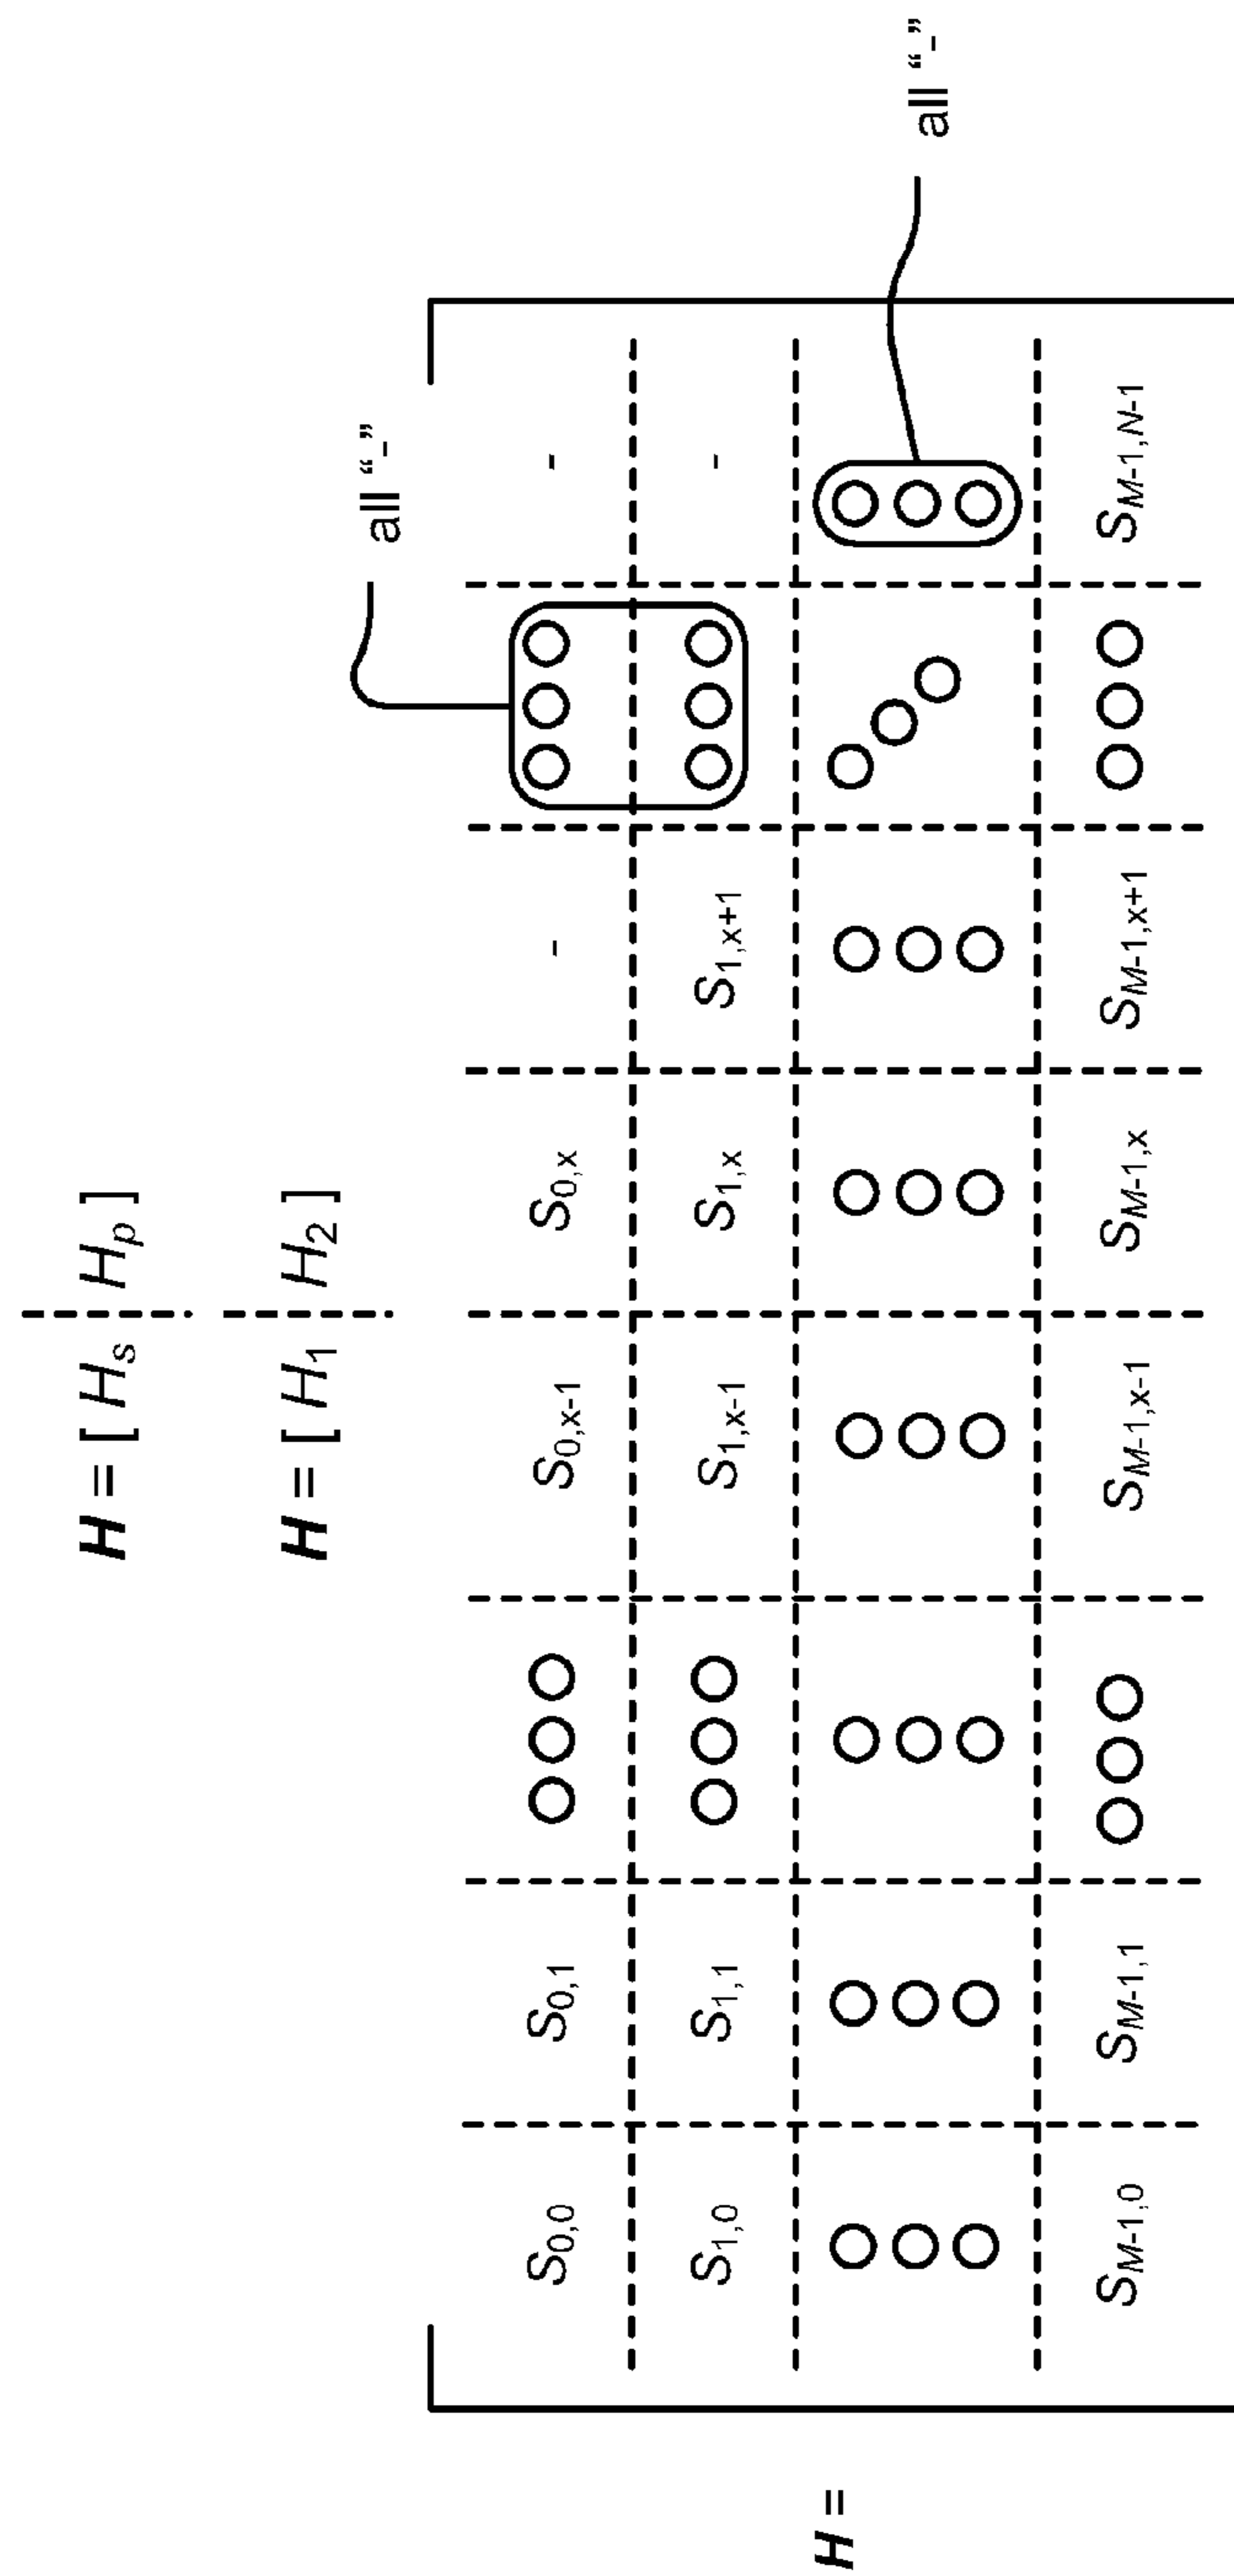 H = [ H_s | H_p ]
H = [ H_1 | H_2 ]
all “-”
S_{0,0} S_{0,1} ○○○ S_{0,x-1} S_{0,x} - ○○○ -
S_{1,0} S_{1,1} ○○○ S_{1,x-1} S_{1,x} S_{1,x+1} ○○○ -
H =
all “-”
S_{M-1,0} S_{M-1,1} ○○○ S_{M-1,x-1} S_{M-1,x} S_{M-1,x+1} ○○○ S_{M-1,N-1}